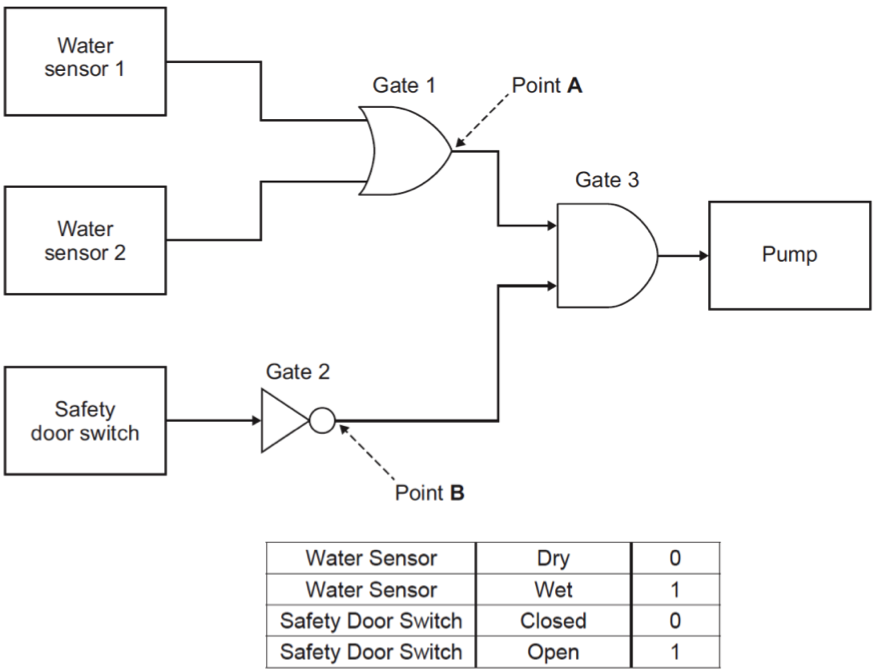 Water
sensor 1
Gate 1
Point A
Water
sensor 2
Gate 3
Pump
Gate 2
Safety
door switch
Point B
Water Sensor Dry 0
Water Sensor Wet 1
Safety Door Switch Closed 0
Safety Door Switch Open 1